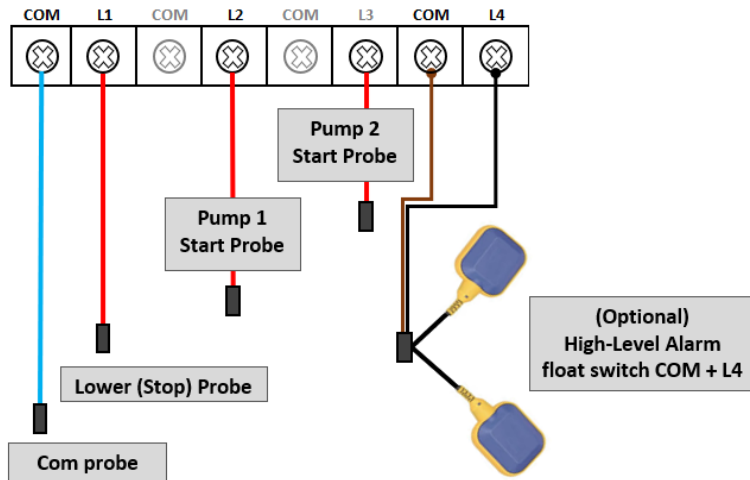 COM L1 COM L2 COM L3 COM L4
Pump 2
Start Probe
Pump 1
Start Probe
(Optional)
High-Level Alarm
float switch COM + L4
Lower (Stop) Probe
Com probe